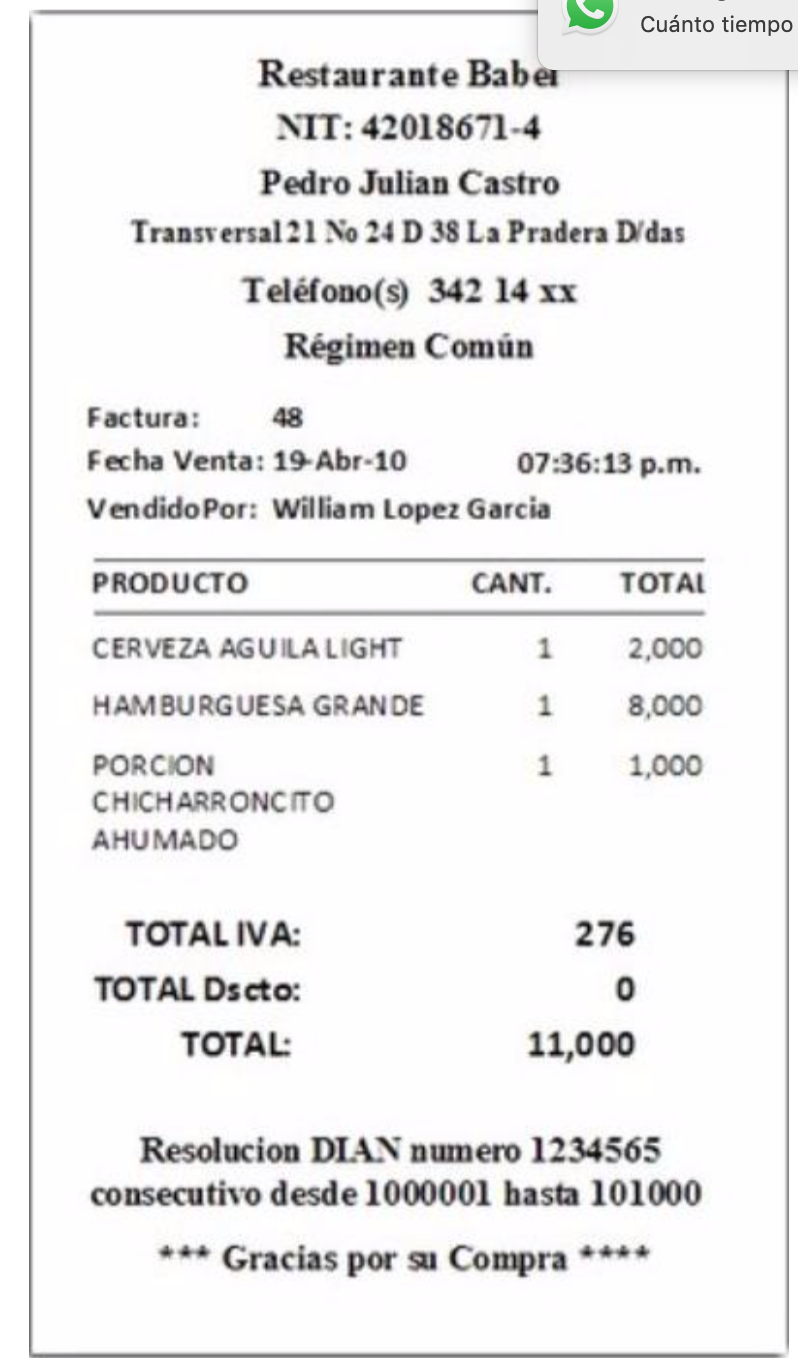 Cuánto tiempo
Restaurante Babel
NIT: 42018671-4
Pedro Julian Castro
Transversal 21 No 24 D 38 La Pradera D/das
Teléfono(s) 342 14 xx
Régimen Común
Factura: 48
Fecha Venta: 19-Abr-10 07:36:13 p.m.
Vendido Por: William Lopez Garcia
PRODUCTO CANT. TOTAL
CERVEZA AGUILA LIGHT 1 2,000
HAMBURGUESA GRANDE 1 8,000
PORCION 1 1,000
CHICHARRONCITO
AHUMADO
TOTAL IVA: 276
TOTAL Dscto: 0
TOTAL: 11,000
Resolucion DIAN numero 1234565
consecutivo desde 1000001 hasta 101000
*** Gracias por su Compra ****